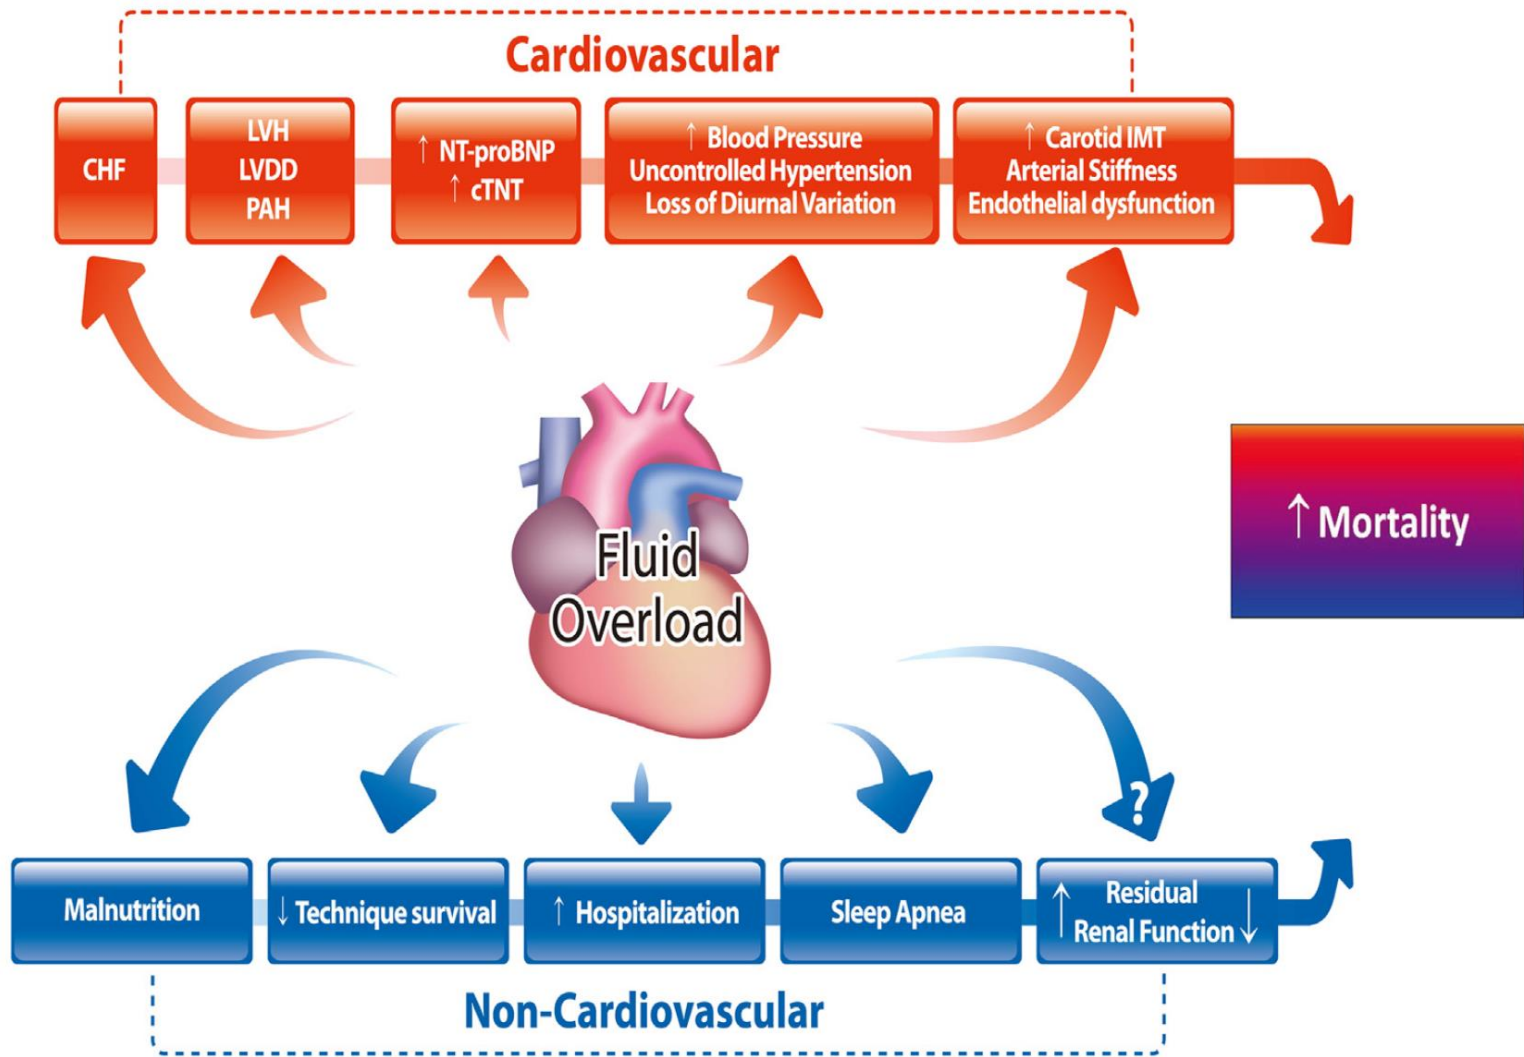 Cardiovascular
CHF
LVH
LVDD
PAH
↑ NT-proBNP
↑ cTNT
↑ Blood Pressure
Uncontrolled Hypertension
Loss of Diurnal Variation
↑ Carotid IMT
Arterial Stiffness
Endothelial dysfunction
Fluid
Overload
↑ Mortality
?
Malnutrition
↓ Technique survival
↑ Hospitalization
Sleep Apnea
↑ Residual
Renal Function ↓
Non-Cardiovascular